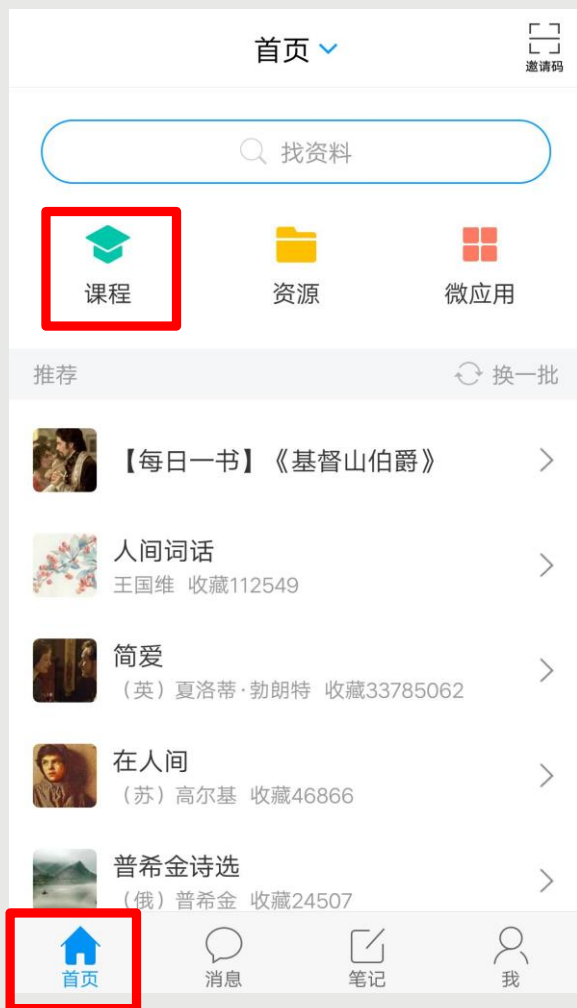 首页
邀请码
找资料
课程 资源 微应用
推荐 换一批
【每日一书】《基督山伯爵》
人间词话
王国维 收藏112549
简爱
（英）夏洛蒂·勃朗特 收藏33785062
在人间
（苏）高尔基 收藏46866
普希金诗选
（俄）普希金 收藏24507
首页 消息 笔记 我